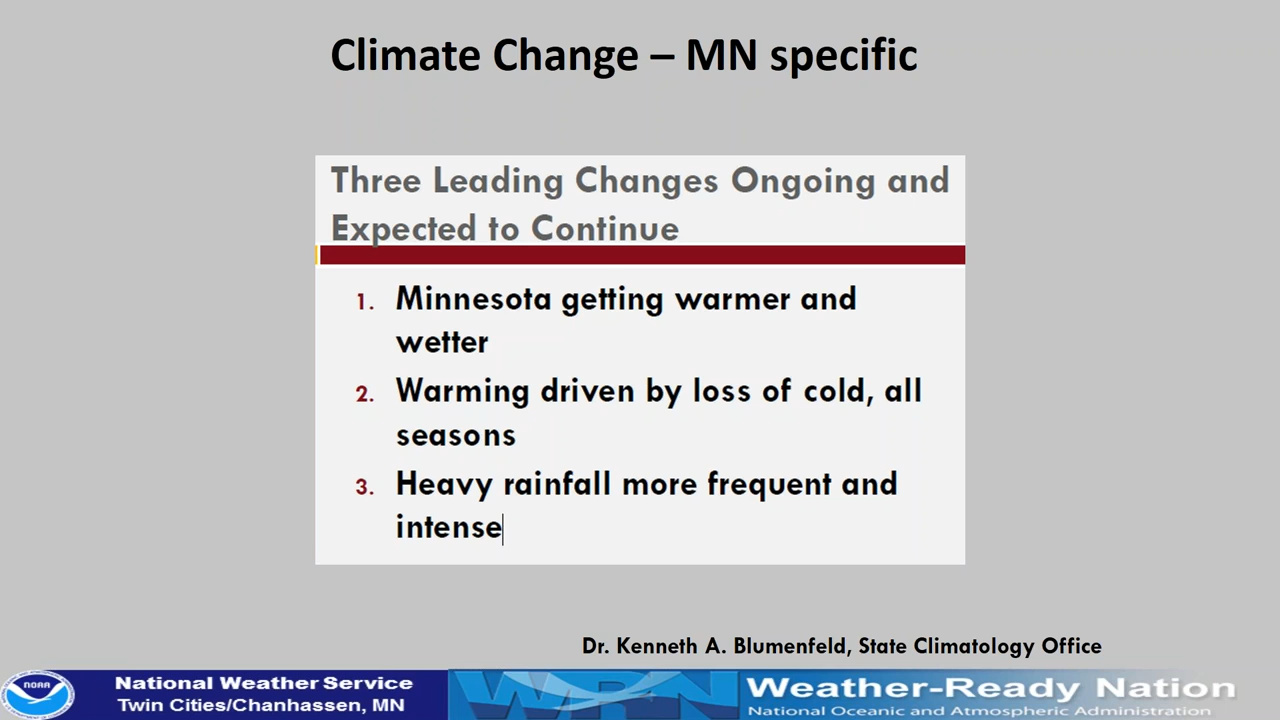 Climate Change – MN specific
Three Leading Changes Ongoing and
Expected to Continue
1. Minnesota getting warmer and
wetter
2. Warming driven by loss of cold, all
seasons
3. Heavy rainfall more frequent and
intense
Dr. Kenneth A. Blumenfeld, State Climatology Office
NOAA
National Weather Service
Twin Cities/Chanhassen, MN
WRN
Weather-Ready Nation
National Oceanic and Atmospheric Administration